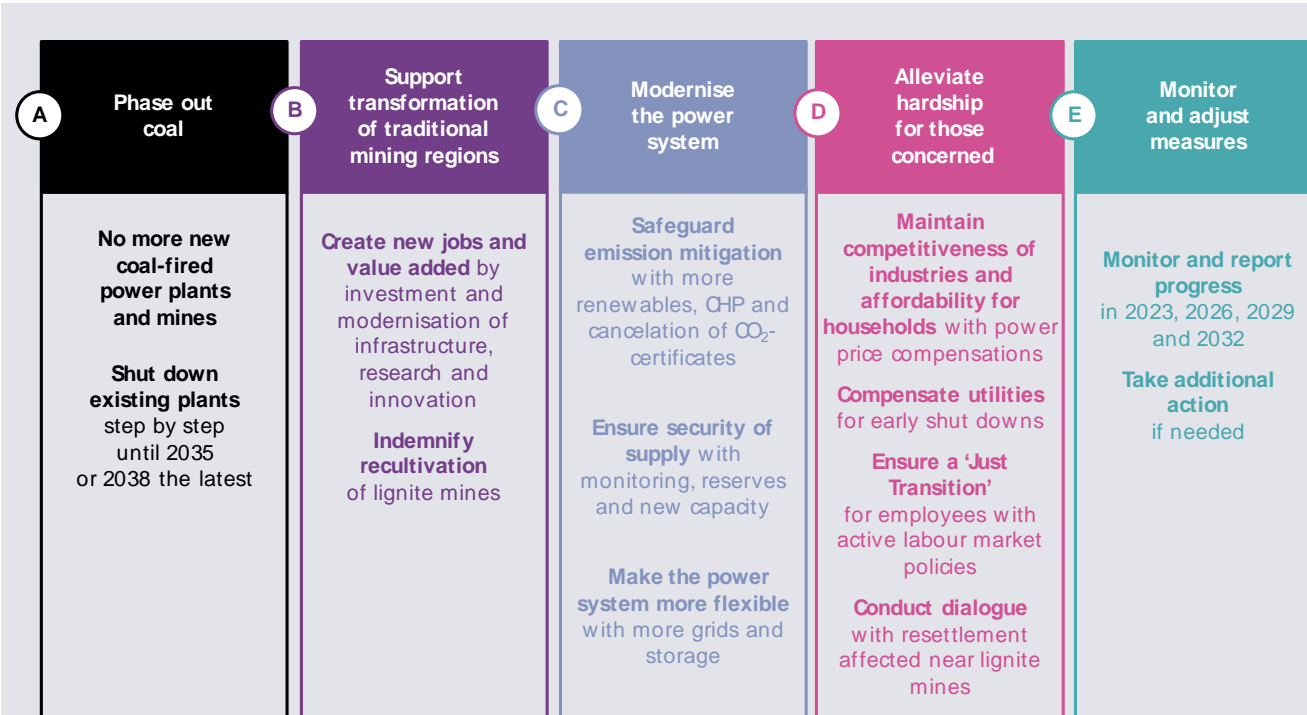 A
Phase out
coal
No more new
coal-fired
power plants
and mines
Shut down
existing plants
step by step
until 2035
or 2038 the latest
B
Support
transformation
of traditional
mining regions
Create new jobs and
value added by
investment and
modernisation of
infrastructure,
research and
innovation
Indemnify
recultivation
of lignite mines
C
Modernise
the power
system
Safeguard
emission mitigation
with more
renewables, CHP and
cancelation of CO₂-
certificates
Ensure security of
supply with
monitoring, reserves
and new capacity
Make the power
system more flexible
with more grids and
storage
D
Alleviate
hardship
for those
concerned
Maintain
competitiveness of
industries and
affordability for
households with power
price compensations
Compensate utilities
for early shut downs
Ensure a ‘Just
Transition’
for employees with
active labour market
policies
Conduct dialogue
with resettlement
affected near lignite
mines
E
Monitor
and adjust
measures
Monitor and report
progress
in 2023, 2026, 2029
and 2032
Take additional
action
if needed